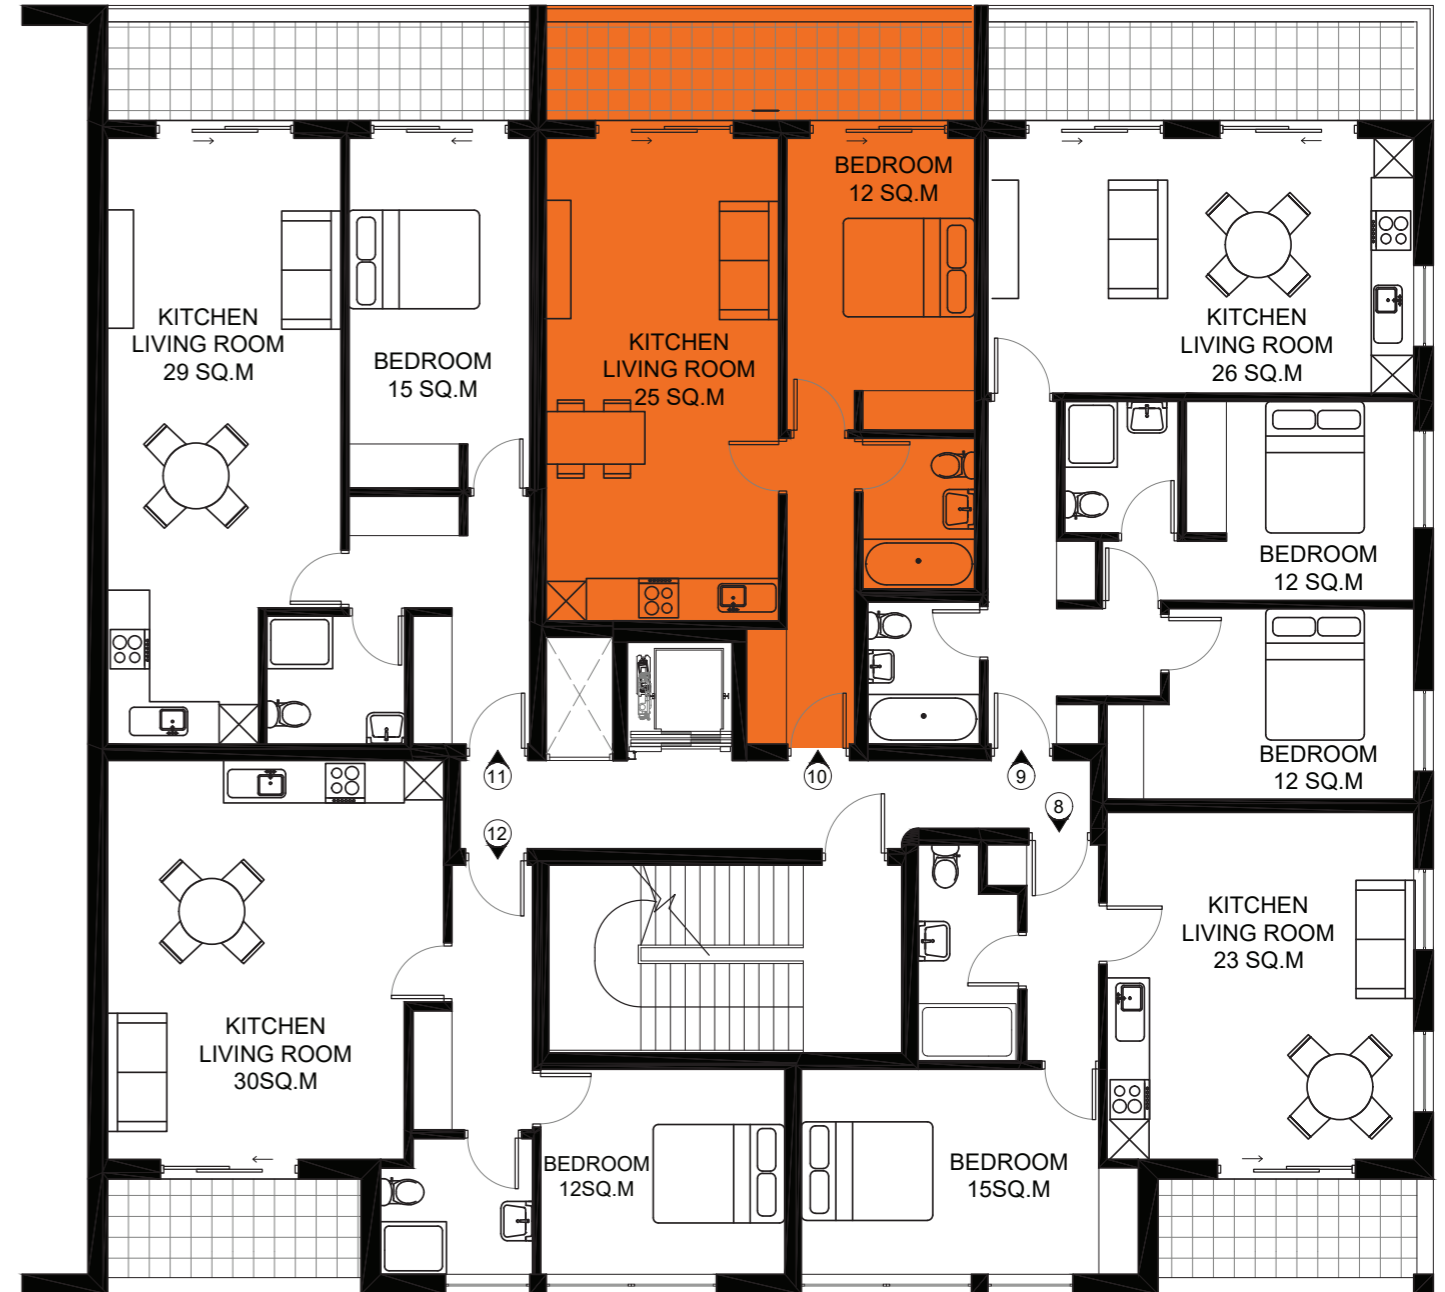 BEDROOM
12 SQ.M
KITCHEN
LIVING ROOM
29 SQ.M
BEDROOM
15 SQ.M
KITCHEN
LIVING ROOM
25 SQ.M
KITCHEN
LIVING ROOM
26 SQ.M
BEDROOM
12 SQ.M
BEDROOM
12 SQ.M
11
10
9
8
12
KITCHEN
LIVING ROOM
23 SQ.M
KITCHEN
LIVING ROOM
30SQ.M
BEDROOM
12SQ.M
BEDROOM
15SQ.M